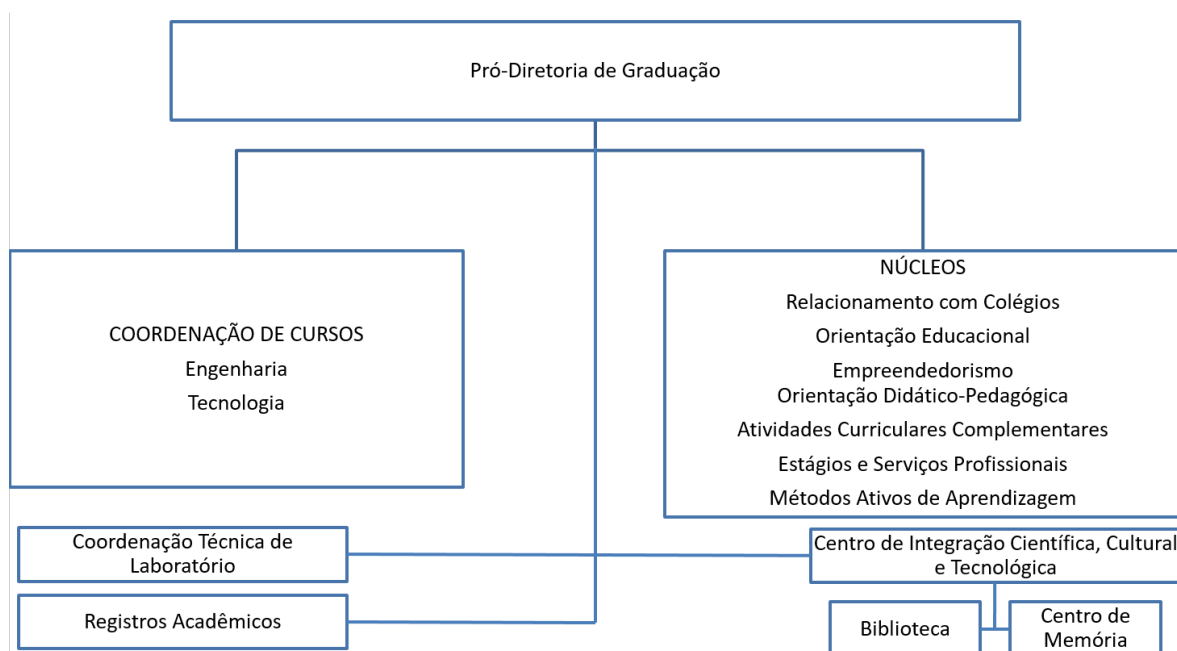 Pró-Diretoria de Graduação
COORDENAÇÃO DE CURSOS
Engenharia
Tecnologia
NÚCLEOS
Relacionamento com Colégios
Orientação Educacional
Empreendedorismo
Orientação Didático-Pedagógica
Atividades Curriculares Complementares
Estágios e Serviços Profissionais
Métodos Ativos de Aprendizagem
Coordenação Técnica de
Laboratório
Centro de Integração Científica, Cultural
e Tecnológica
Registros Acadêmicos
Biblioteca
Centro de
Memória